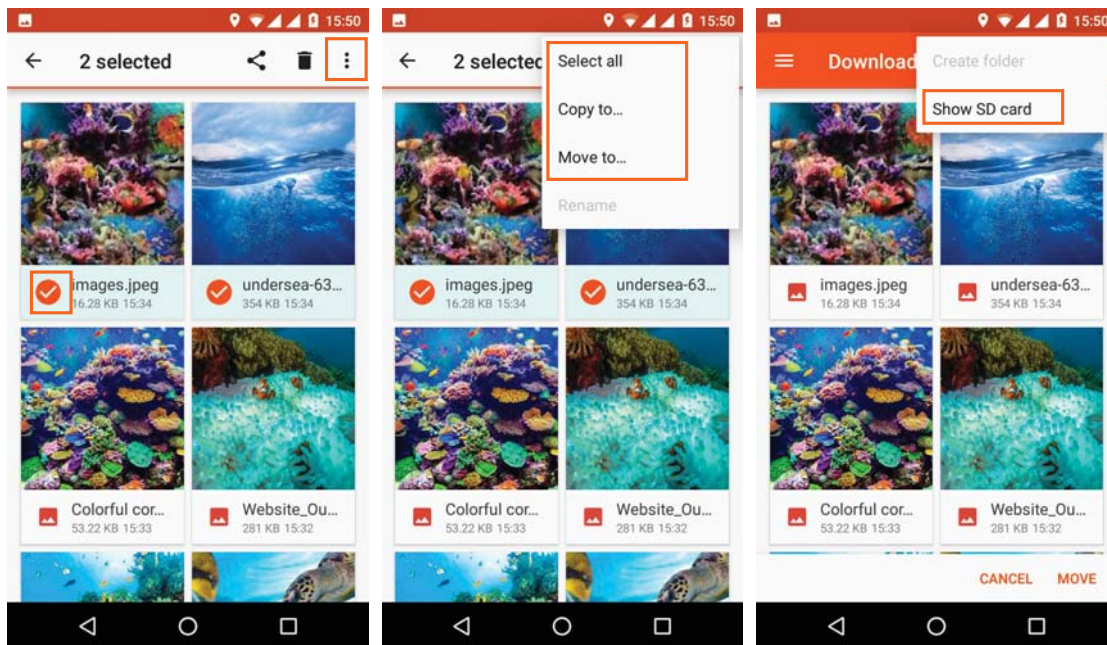 15:50
2 selected
images.jpeg
16.28 KB 15:34
undersea-63...
354 KB 15:34
Colorful cor...
53.22 KB 15:33
Website_Ou...
281 KB 15:32
15:50
2 selected
Select all
Copy to...
Move to...
Rename
images.jpeg
16.28 KB 15:34
undersea-63...
354 KB 15:34
Colorful cor...
53.22 KB 15:33
Website_Ou...
281 KB 15:32
15:50
Download
Create folder
Show SD card
images.jpeg
16.28 KB 15:34
undersea-63...
354 KB 15:34
Colorful cor...
53.22 KB 15:33
Website_Ou...
281 KB 15:32
CANCEL MOVE